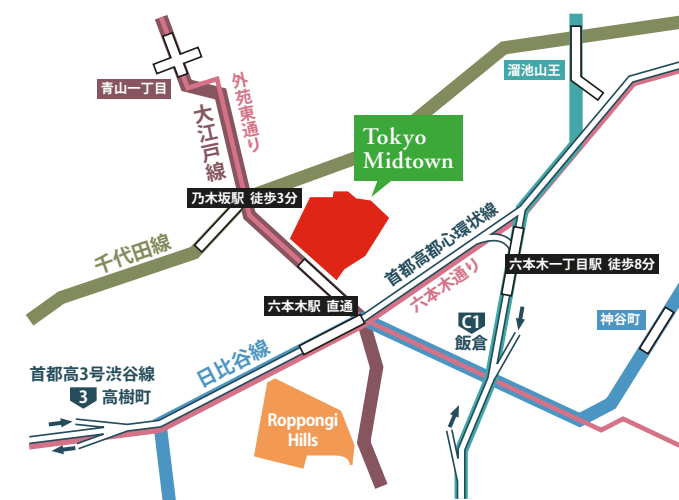 溜池山王
青山一丁目
外苑東通り
大江戸線
Tokyo
Midtown
乃木坂駅 徒歩3分
千代田線
首都高都心環状線
六本木通り
六本木一丁目駅 徒歩8分
六本木駅 直通
C1
飯倉
神谷町
日比谷線
首都高3号渋谷線
3 高樹町
Roppongi
Hills